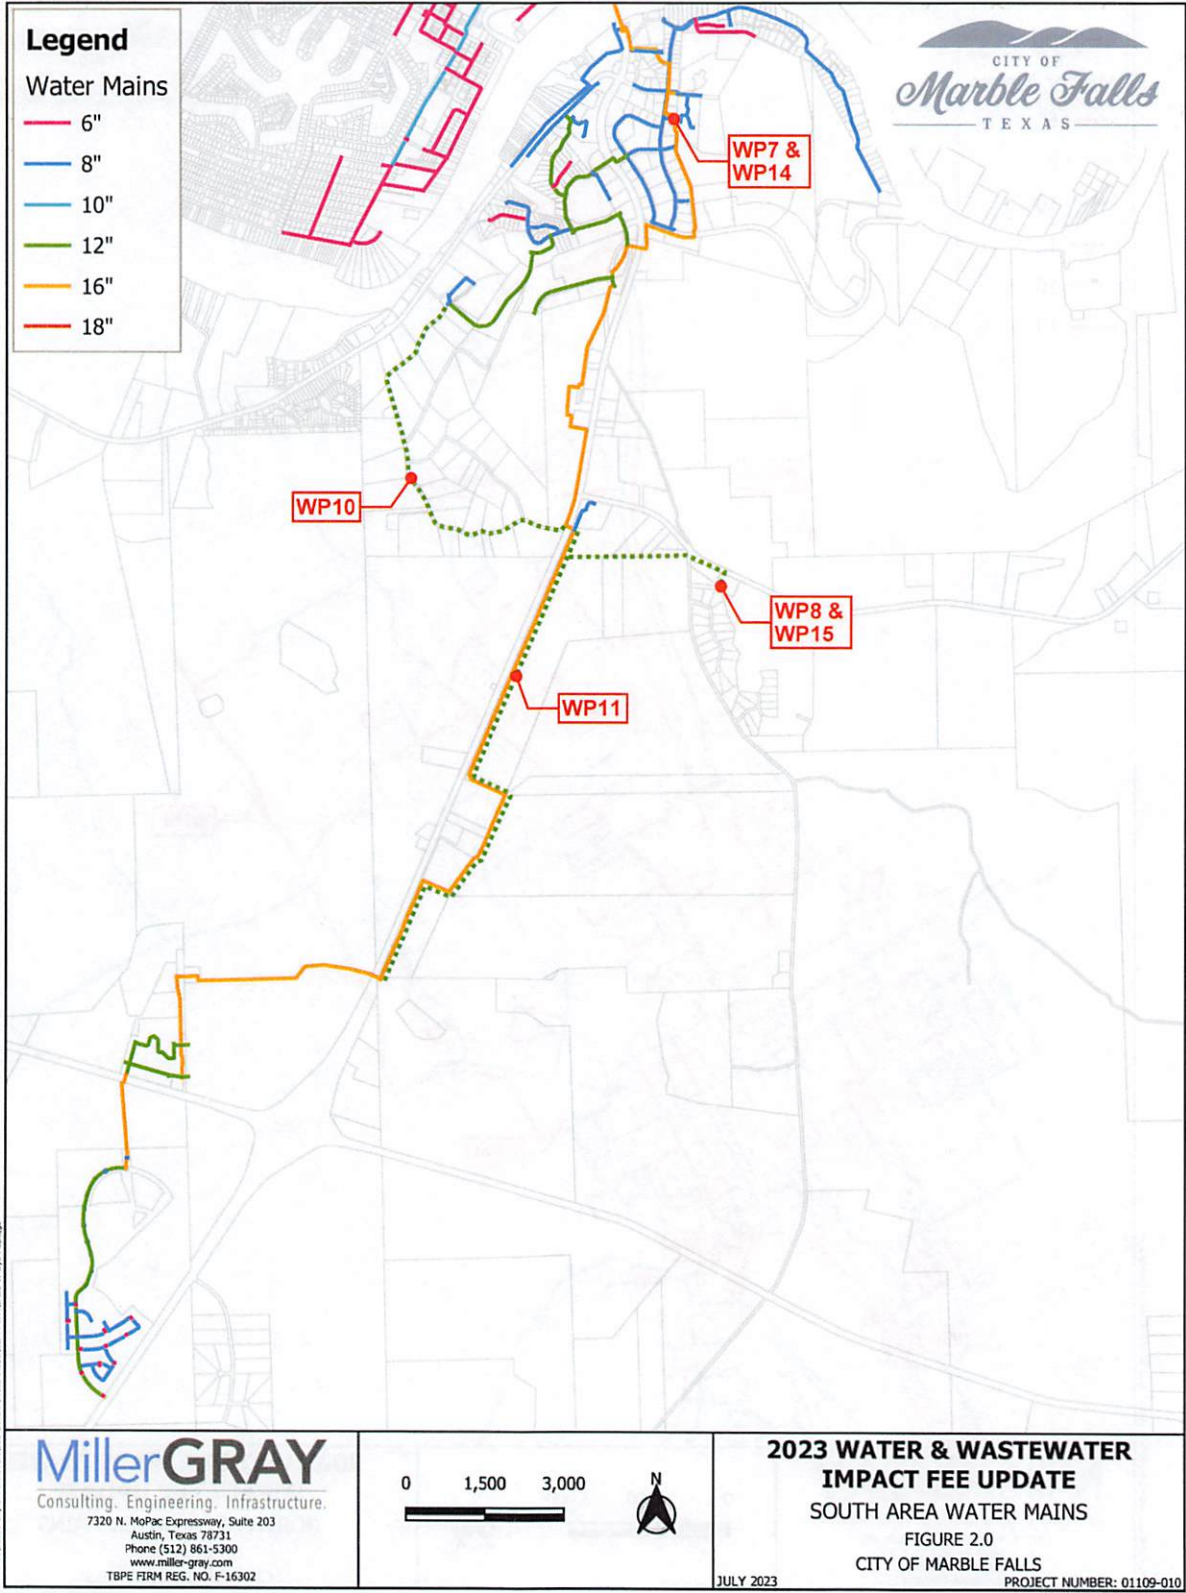 Legend
Water Mains
6"
8"
10"
12"
16"
18"
CITY OF
Marble Falls
TEXAS
WP7 &
WP14
WP10
WP8 &
WP15
WP11
MillerGRAY
Consulting. Engineering. Infrastructure.
7320 N. MoPac Expressway, Suite 203
Austin, Texas 78731
Phone (512) 861-5300
www.miller-gray.com
TBPE FIRM REG. NO. F-16302
0 1,500 3,000
N
2023 WATER & WASTEWATER
IMPACT FEE UPDATE
SOUTH AREA WATER MAINS
FIGURE 2.0
CITY OF MARBLE FALLS
JULY 2023
PROJECT NUMBER: 01109-010